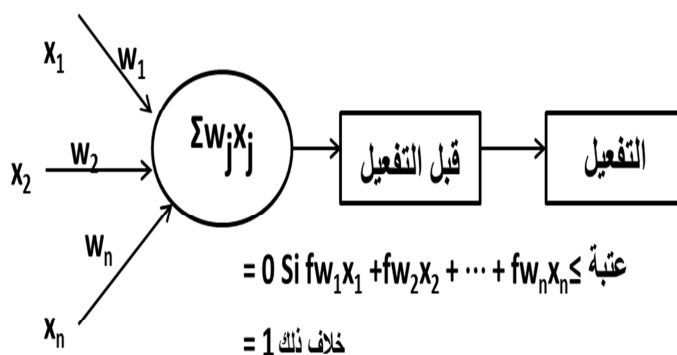 x₁ w₁
Σwⱼxⱼ
قبل التفعيل
التفعيل
x₂ w₂
wₙ
xₙ
= 0 Si fw₁x₁ +fw₂x₂ + ··· + fwₙxₙ≤ عتبة
= 1 خلاف ذلك